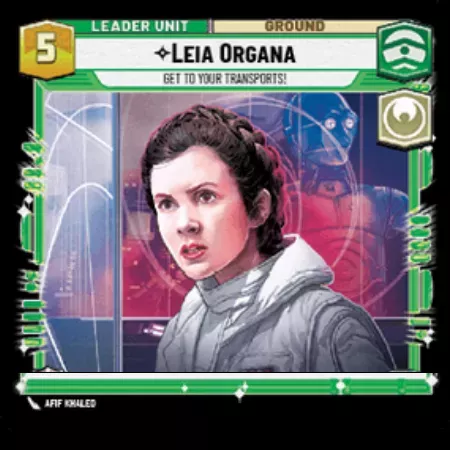 LEADER UNIT
GROUND
5
LEIA ORGANA
GET TO YOUR TRANSPORTS!
AFIF KHALED